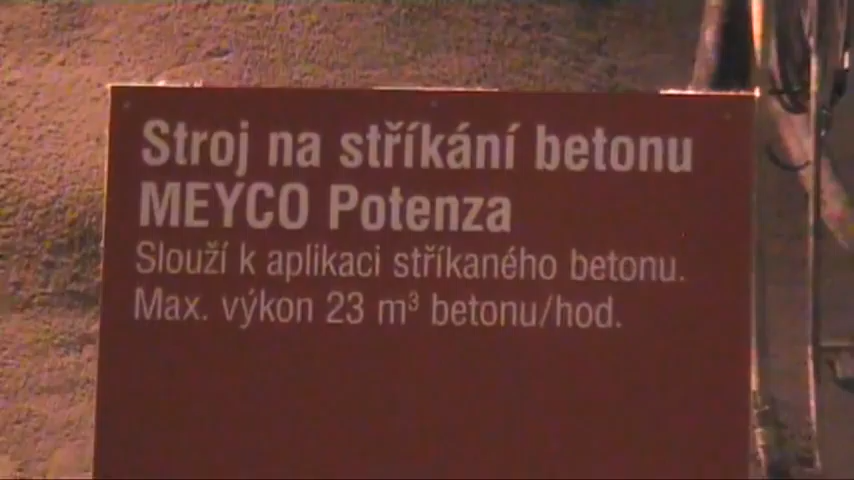 Stroj na stříkání betonu
MEYCO Potenza
Slouží k aplikaci stříkaného betonu.
Max. výkon 23 m³ betonu/hod.